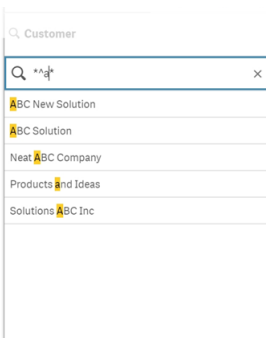 Customer
*^a*
ABC New Solution
ABC Solution
Neat ABC Company
Products and Ideas
Solutions ABC Inc